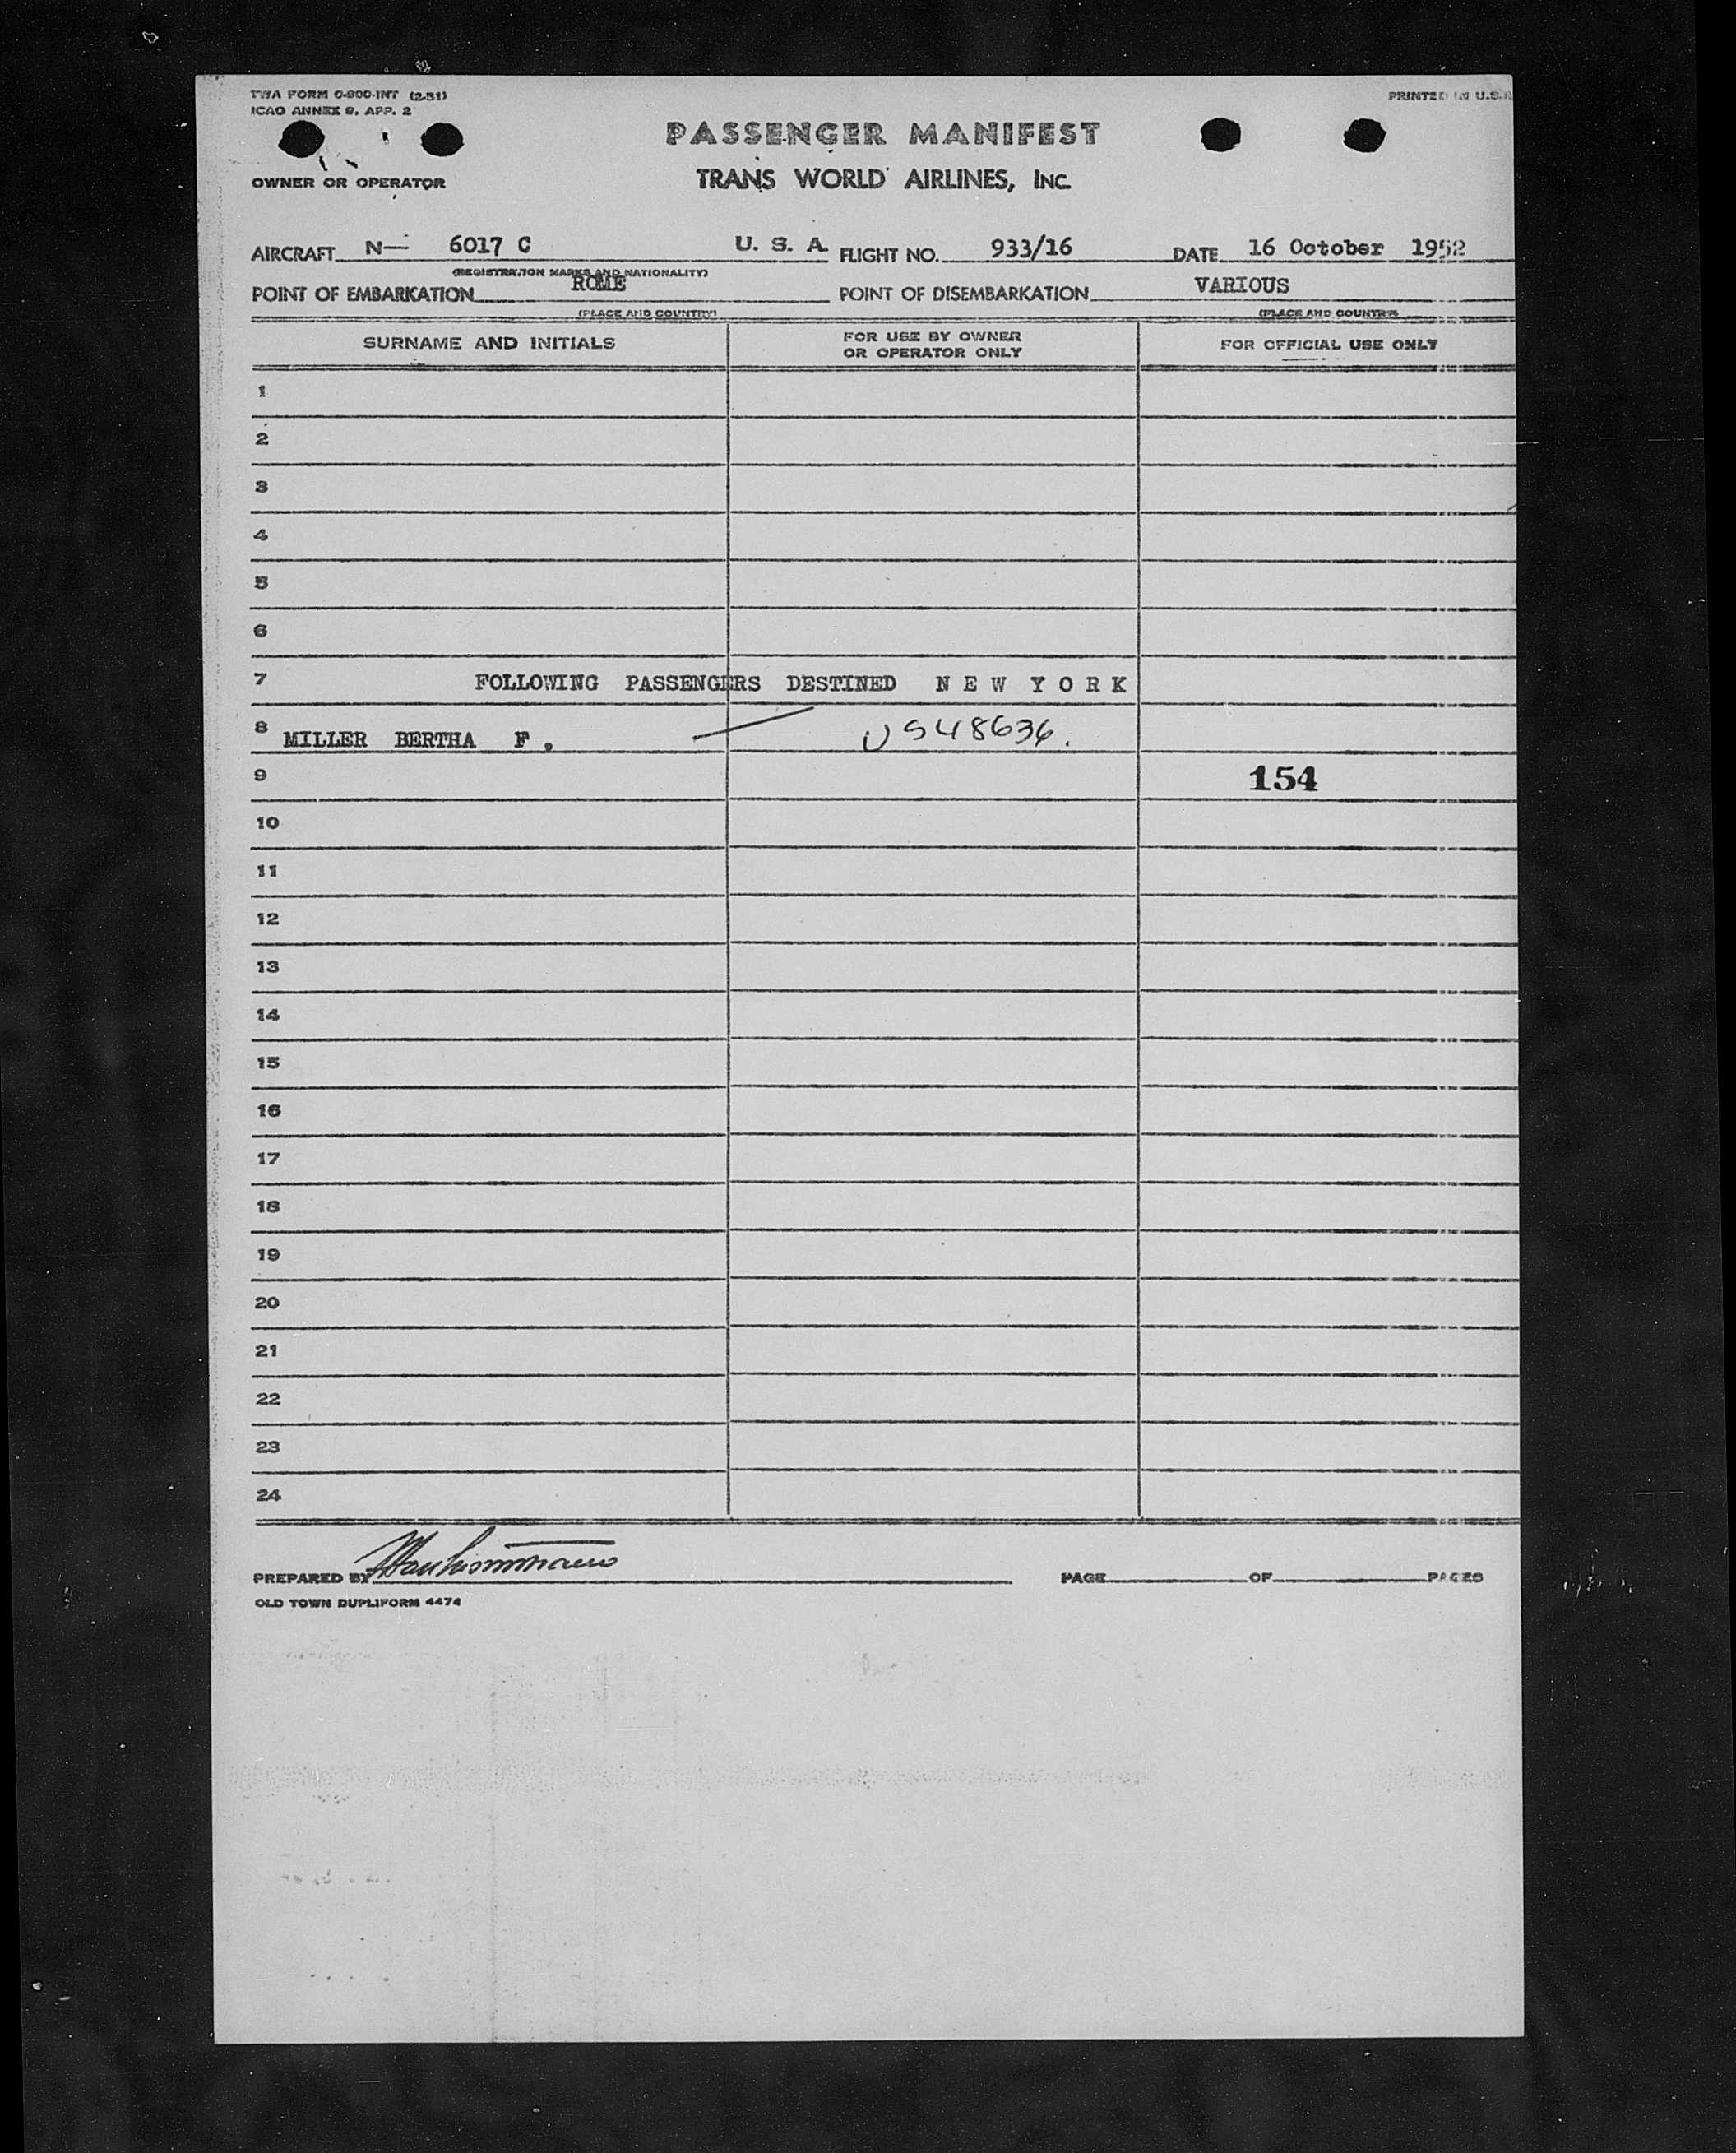 TWA FORM O-900-INT (2-51)
PRINTED IN U.S.A
ICAO ANNEX 9. APP. 2
PASSENGER MANIFEST
OWNER OR OPERATOR
TRANS WORLD AIRLINES, INC.
AIRCRAFT N— 6017 C U. S. A. FLIGHT NO. 933/16 DATE 16 October 1952
(REGISTRATION MARKS AND NATIONALITY)
POINT OF EMBARKATION ROME POINT OF DISEMBARKATION VARIOUS
(PLACE AND COUNTRY) (PLACE AND COUNTRY)
SURNAME AND INITIALS FOR USE BY OWNER OR OPERATOR ONLY FOR OFFICIAL USE ONLY
1
2
3
4
5
6
7 FOLLOWING PASSENGERS DESTINED N E W Y O R K
8 MILLER BERTHA F. US48636.
9 154
10
11
12
13
14
15
16
17
18
19
20
21
22
23
24
PREPARED BY PAGE OF PAGES
OLD TOWN DUPLIFORM 4474